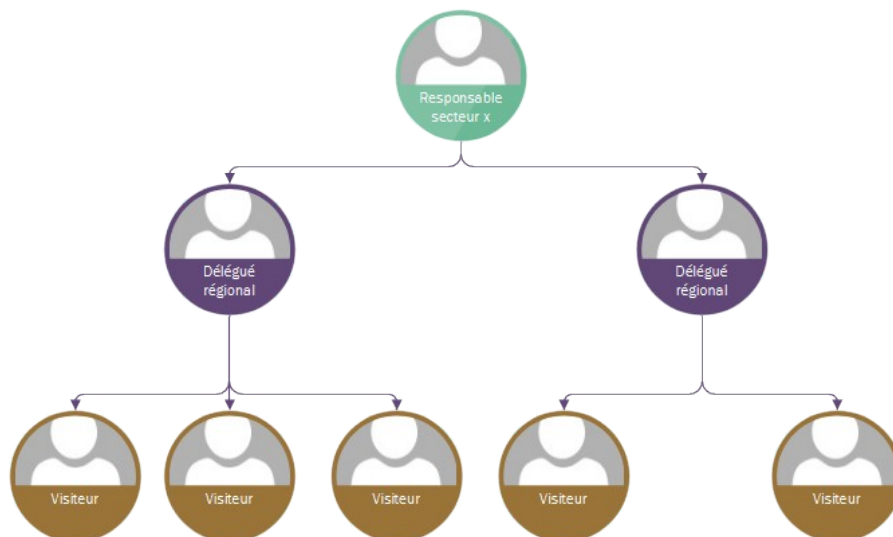 Responsable
secteur x
Délégué
régional
Délégué
régional
Visiteur
Visiteur
Visiteur
Visiteur
Visiteur